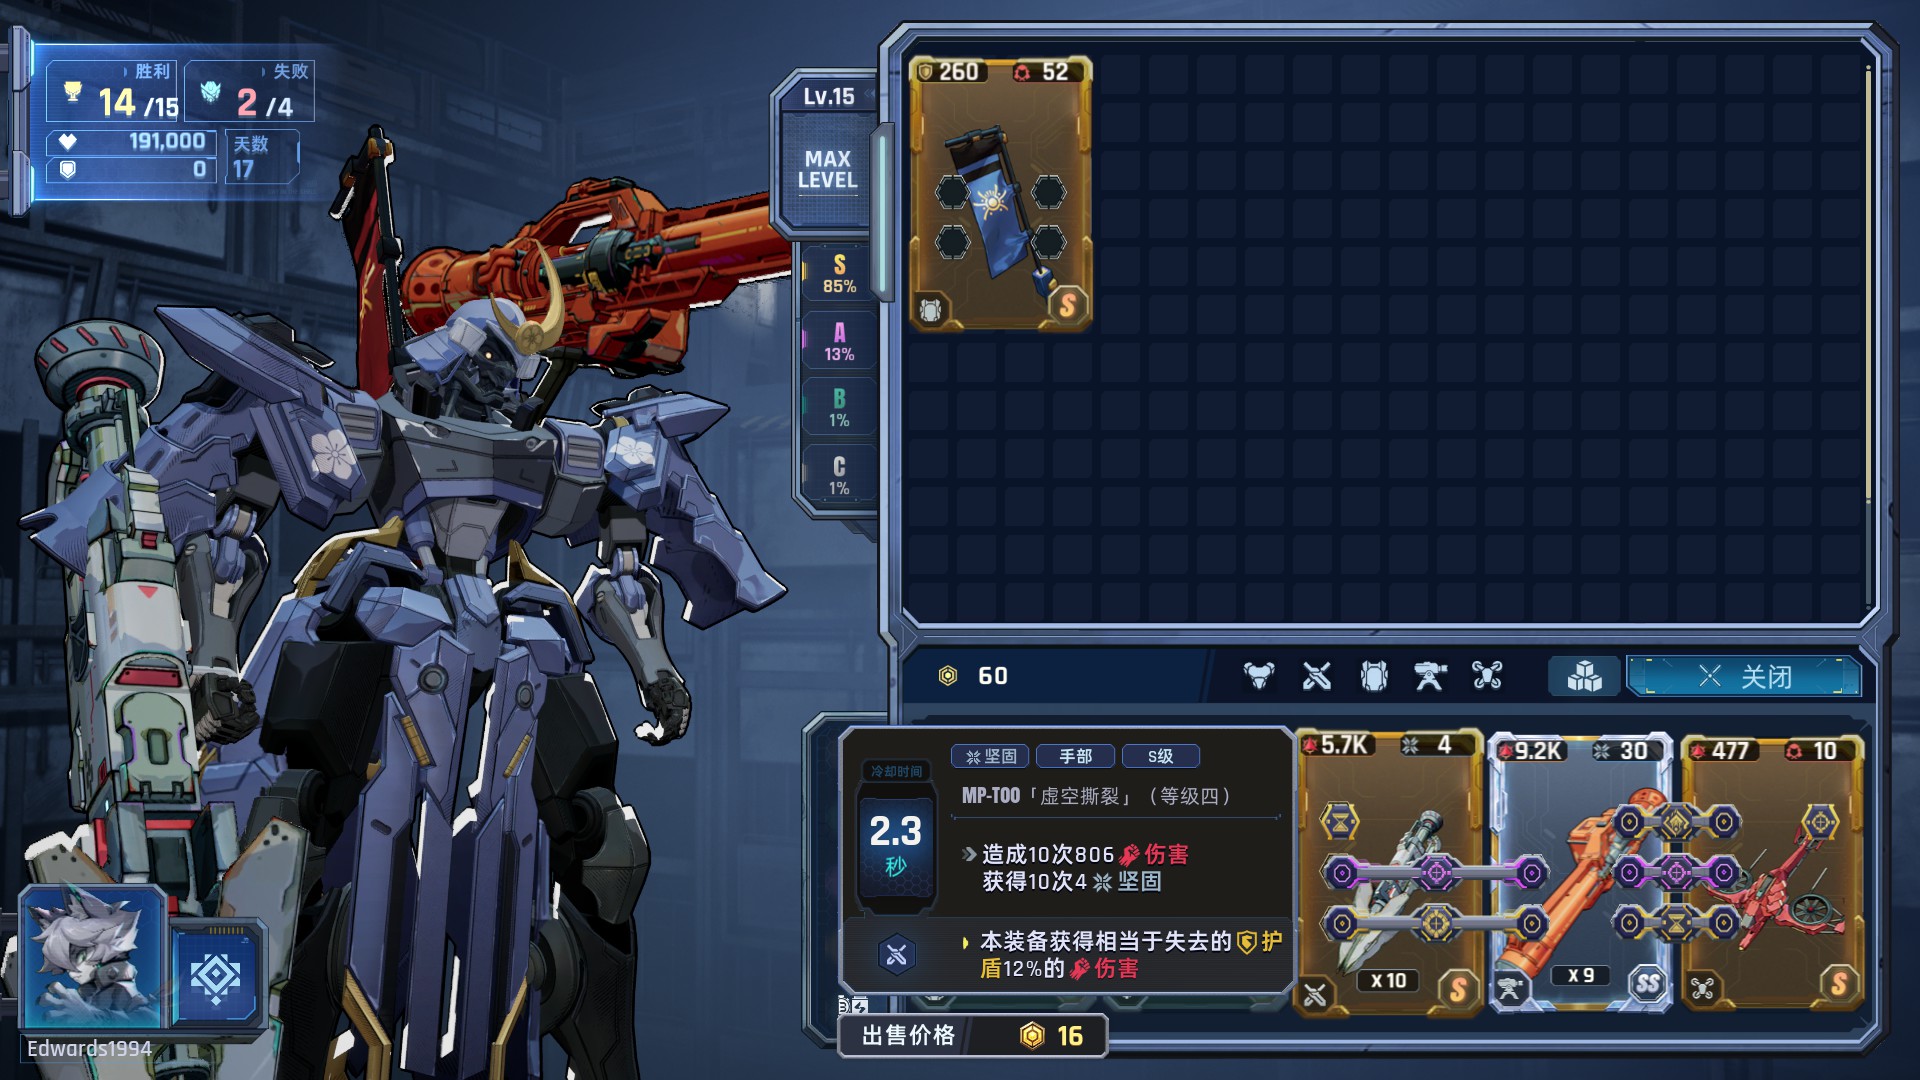 胜利
14 /15
失败
2 /4
191,000
0
天数
17
Lv.15
MAX
LEVEL
S
85%
A
13%
B
1%
C
1%
260
52
S
60
关闭
坚固
手部
S级
冷却时间
2.3
秒
MP-T00「虚空撕裂」（等级四）
造成10次806伤害
获得10次4坚固
本装备获得相当于失去的护
盾12%的伤害
出售价格
16
5.7K
4
x 10
S
9.2K
30
x 9
SS
477
10
S
Edwards1994